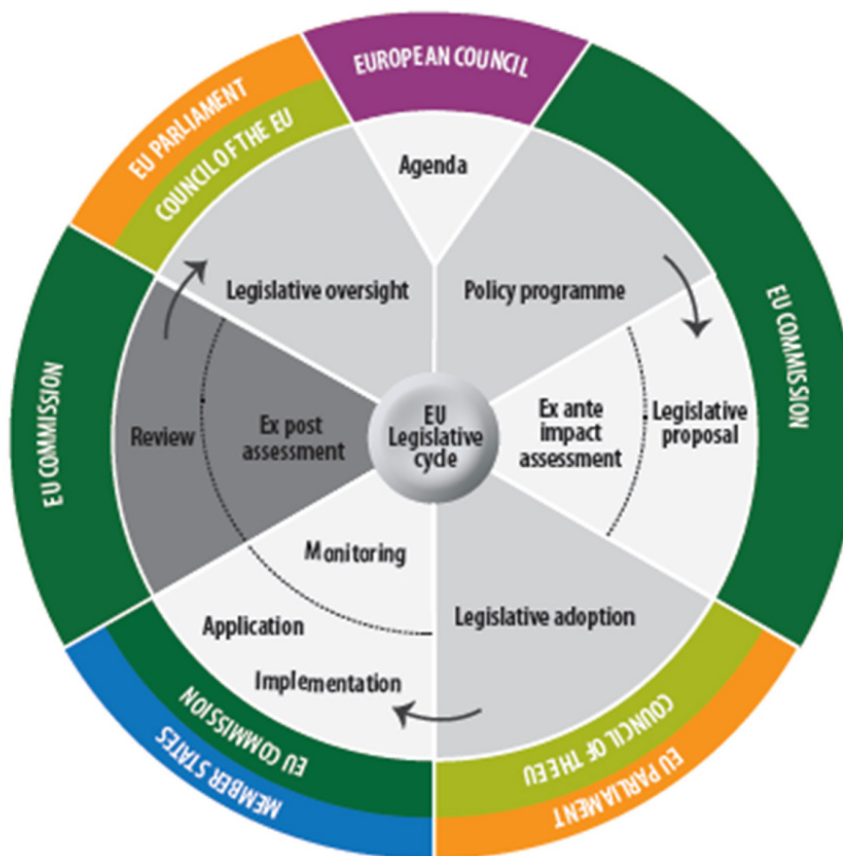 EUROPEAN COUNCIL
Agenda
EU COMMISSION
Policy programme
Ex ante
impact
assessment
Legislative
proposal
Legislative adoption
COUNCIL OF THE EU
EU PARLIAMENT
Monitoring
Application
Implementation
EU COMMISSION
MEMBER STATES
Ex post
assessment
Review
EU COMMISSION
Legislative oversight
COUNCIL OF THE EU
EU PARLIAMENT
EU
Legislative
cycle